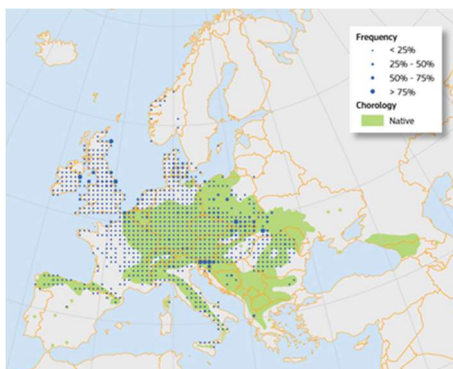 Frequency
< 25%
25% - 50%
50% - 75%
> 75%
Chorology
Native